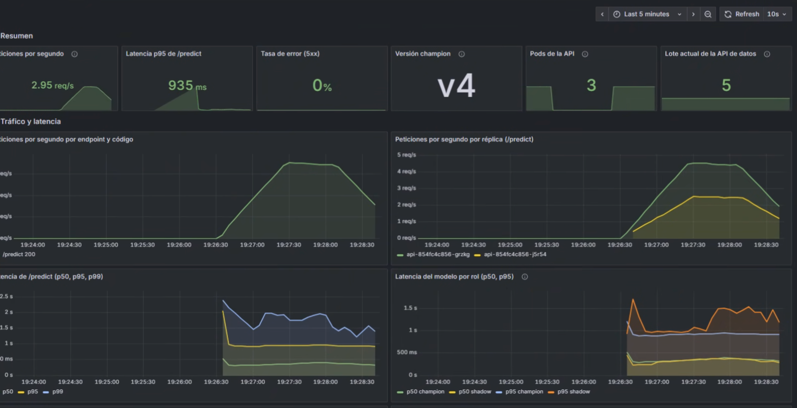 Last 5 minutes Refresh 10s
Resumen
ticiones por segundo Latencia p95 de /predict Tasa de error (5xx) Versión champion Pods de la API Lote actual de la API de datos
2.95 req/s 935 ms 0% v4 3 5
Tráfico y latencia
ticiones por segundo por endpoint y código
req/s
req/s
req/s
req/s
19:24:00 19:24:30 19:25:00 19:25:30 19:26:00 19:26:30 19:27:00 19:27:30 19:28:00 19:28:30
/predict 200
Peticiones por segundo por réplica (/predict)
5 req/s
4 req/s
3 req/s
2 req/s
1 req/s
0 req/s
19:24:00 19:24:30 19:25:00 19:25:30 19:26:00 19:26:30 19:27:00 19:27:30 19:28:00 19:28:30
api-854fc4c856-grzkg api-854fc4c856-j5r54
encia de /predict (p50, p95, p99)
2.5 s
2 s
1.5 s
1 s
0 ms
0 s
19:24:00 19:24:30 19:25:00 19:25:30 19:26:00 19:26:30 19:27:00 19:27:30 19:28:00 19:28:30
p50 p95 p99
Latencia del modelo por rol (p50, p95)
1.5 s
1 s
500 ms
0 s
19:24:00 19:24:30 19:25:00 19:25:30 19:26:00 19:26:30 19:27:00 19:27:30 19:28:00 19:28:30
p50 champion p50 shadow p95 champion p95 shadow